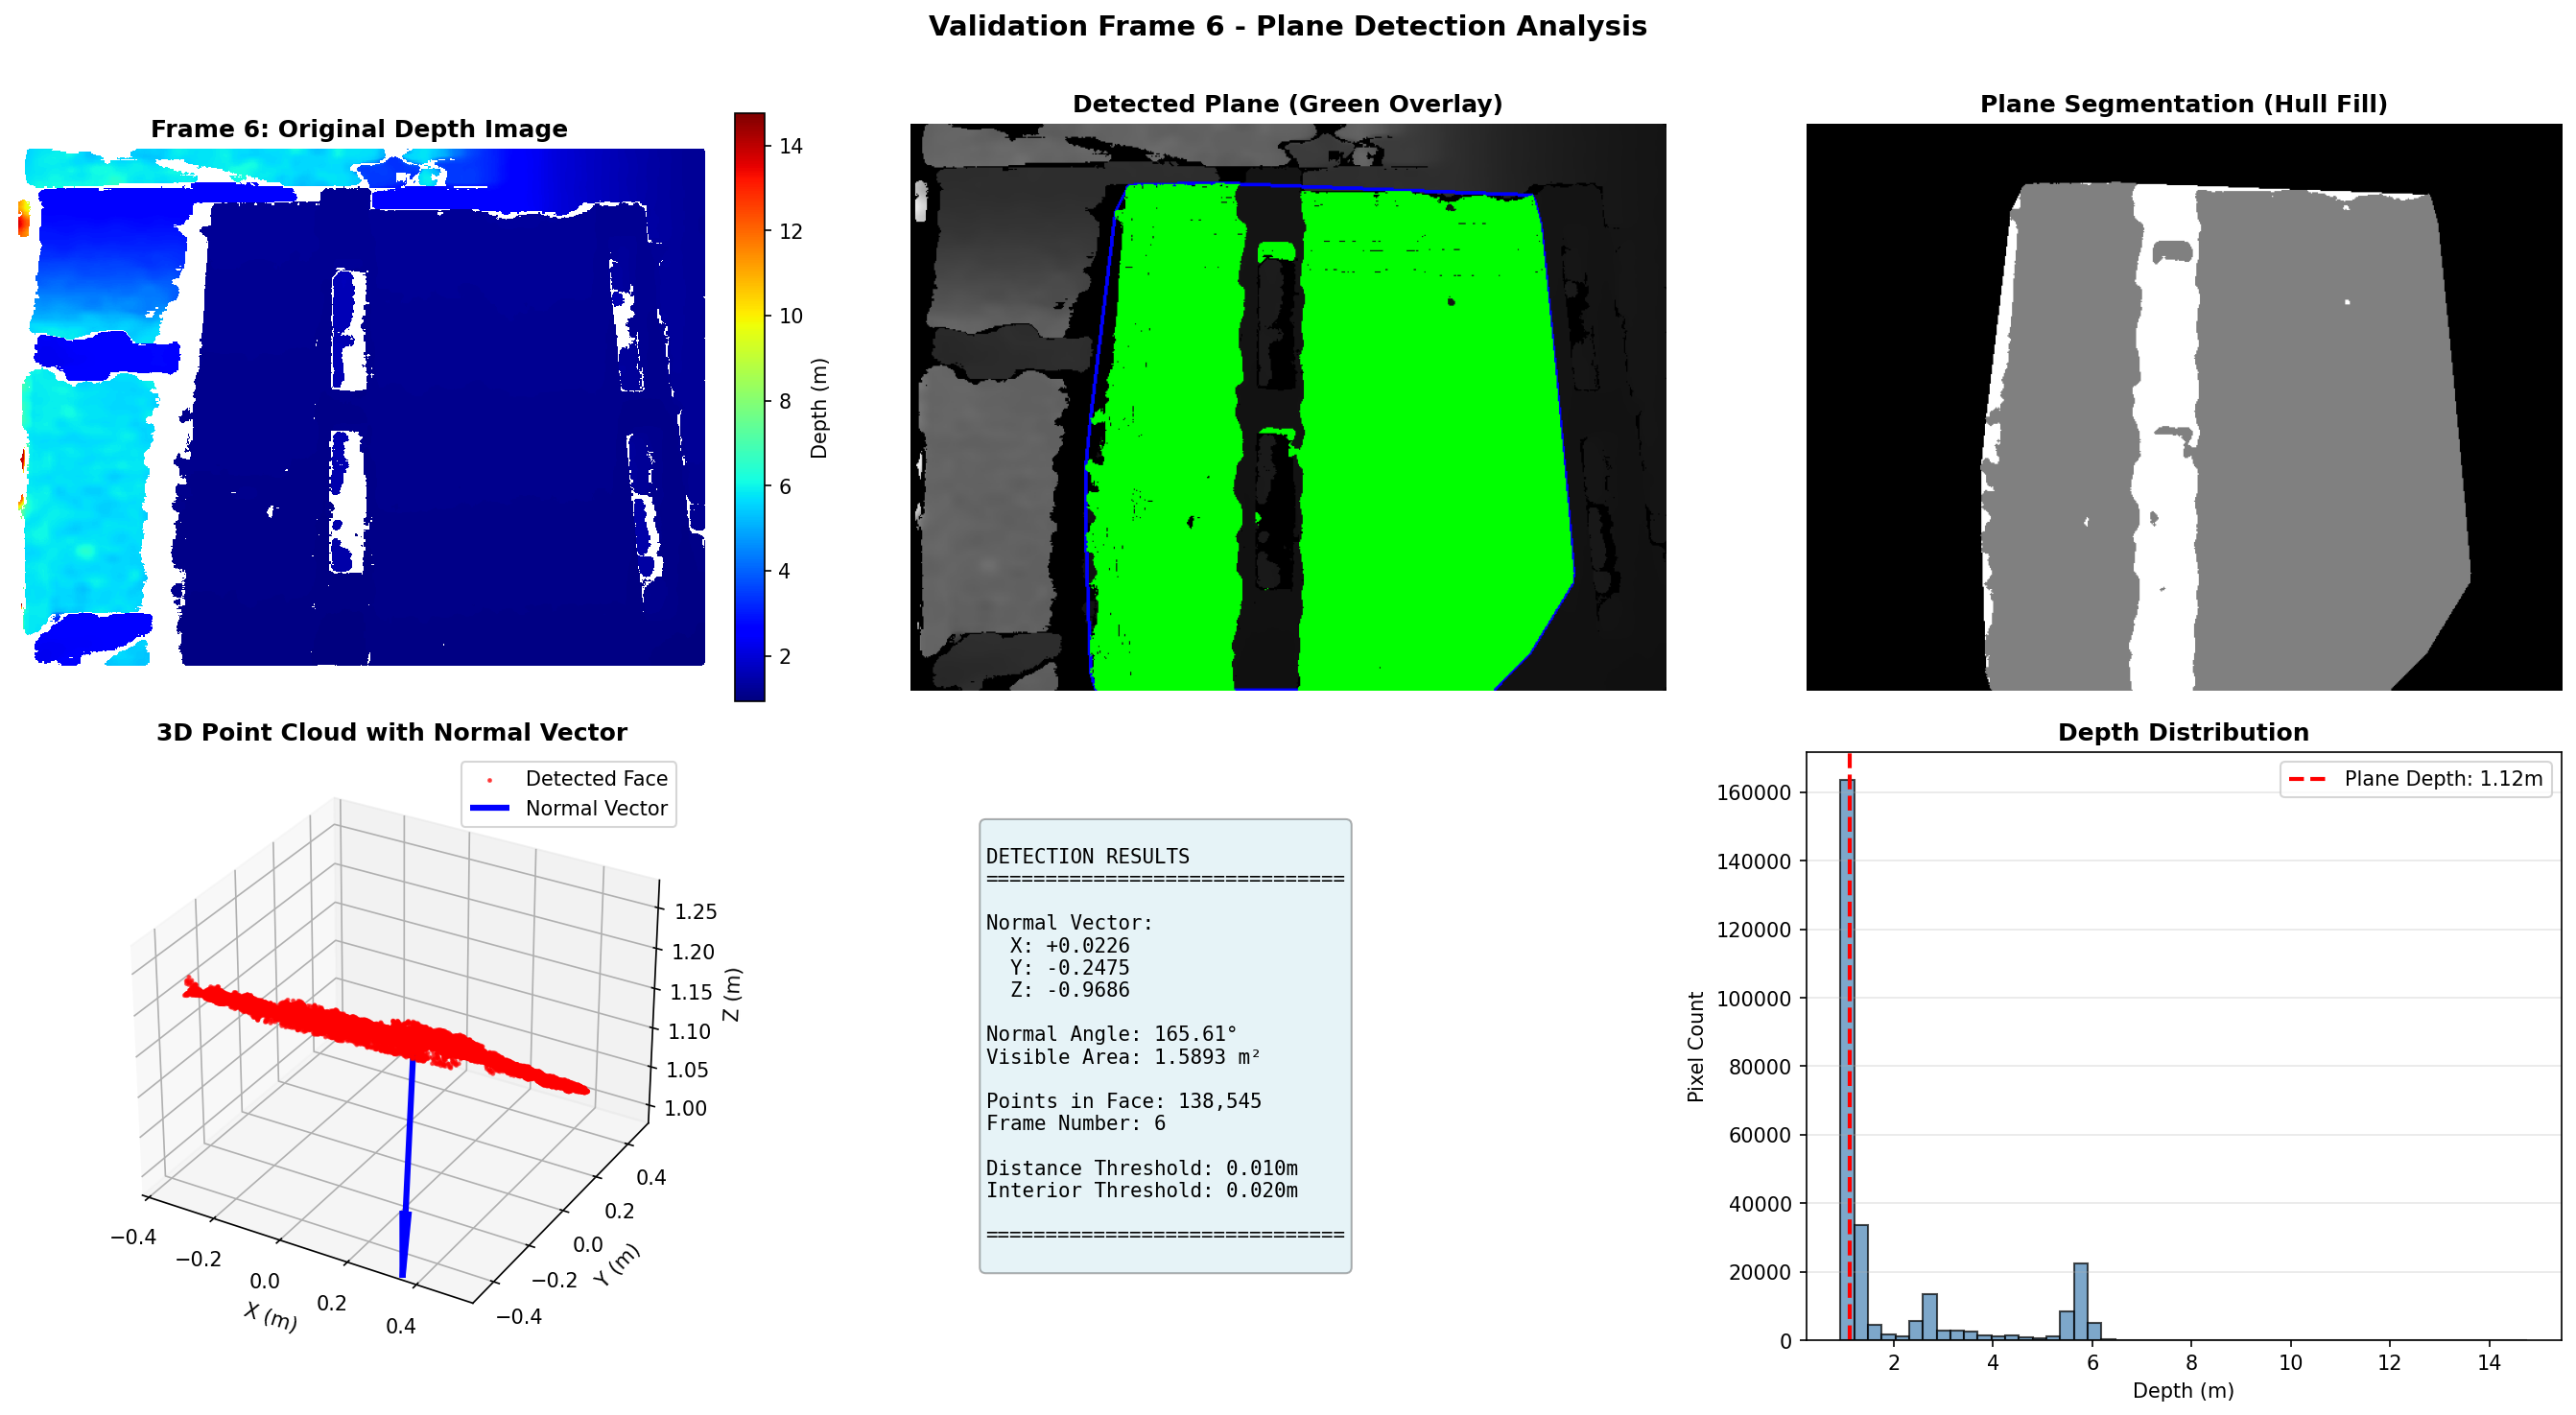 Validation Frame 6 - Plane Detection Analysis
Frame 6: Original Depth Image
14
12
10
8
6
4
2
Depth (m)
Detected Plane (Green Overlay)
Plane Segmentation (Hull Fill)
3D Point Cloud with Normal Vector
Detected Face
Normal Vector
1.25
1.20
1.15
1.10
1.05
1.00
Z (m)
−0.4
−0.2
0.0
0.2
0.4
X (m)
0.4
0.2
0.0
−0.2
−0.4
Y (m)
DETECTION RESULTS
==============================
Normal Vector:
X: +0.0226
Y: -0.2475
Z: -0.9686
Normal Angle: 165.61°
Visible Area: 1.5893 m²
Points in Face: 138,545
Frame Number: 6
Distance Threshold: 0.010m
Interior Threshold: 0.020m
==============================
Depth Distribution
Plane Depth: 1.12m
160000
140000
120000
100000
80000
60000
40000
20000
0
Pixel Count
2 4 6 8 10 12 14
Depth (m)